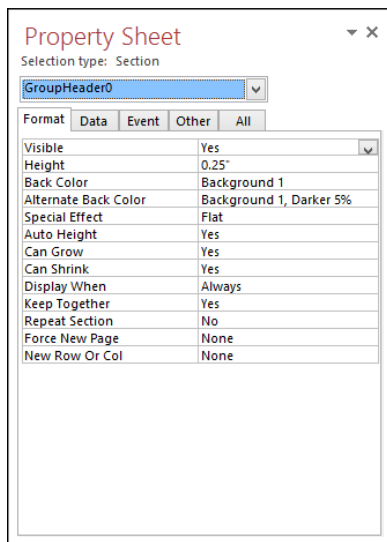 Property Sheet
Selection type: Section
GroupHeader0
Format Data Event Other All
Visible Yes
Height 0.25"
Back Color Background 1
Alternate Back Color Background 1, Darker 5%
Special Effect Flat
Auto Height Yes
Can Grow Yes
Can Shrink Yes
Display When Always
Keep Together Yes
Repeat Section No
Force New Page None
New Row Or Col None